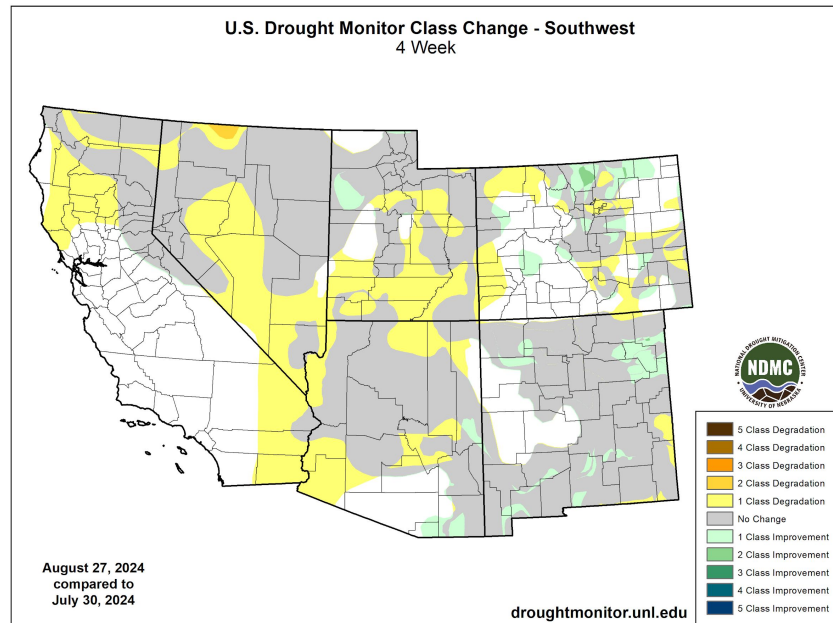 U.S. Drought Monitor Class Change - Southwest
4 Week
NATIONAL DROUGHT MITIGATION CENTER
NDMC
UNIVERSITY OF NEBRASKA
5 Class Degradation
4 Class Degradation
3 Class Degradation
2 Class Degradation
1 Class Degradation
No Change
1 Class Improvement
2 Class Improvement
3 Class Improvement
4 Class Improvement
5 Class Improvement
August 27, 2024
compared to
July 30, 2024
droughtmonitor.unl.edu